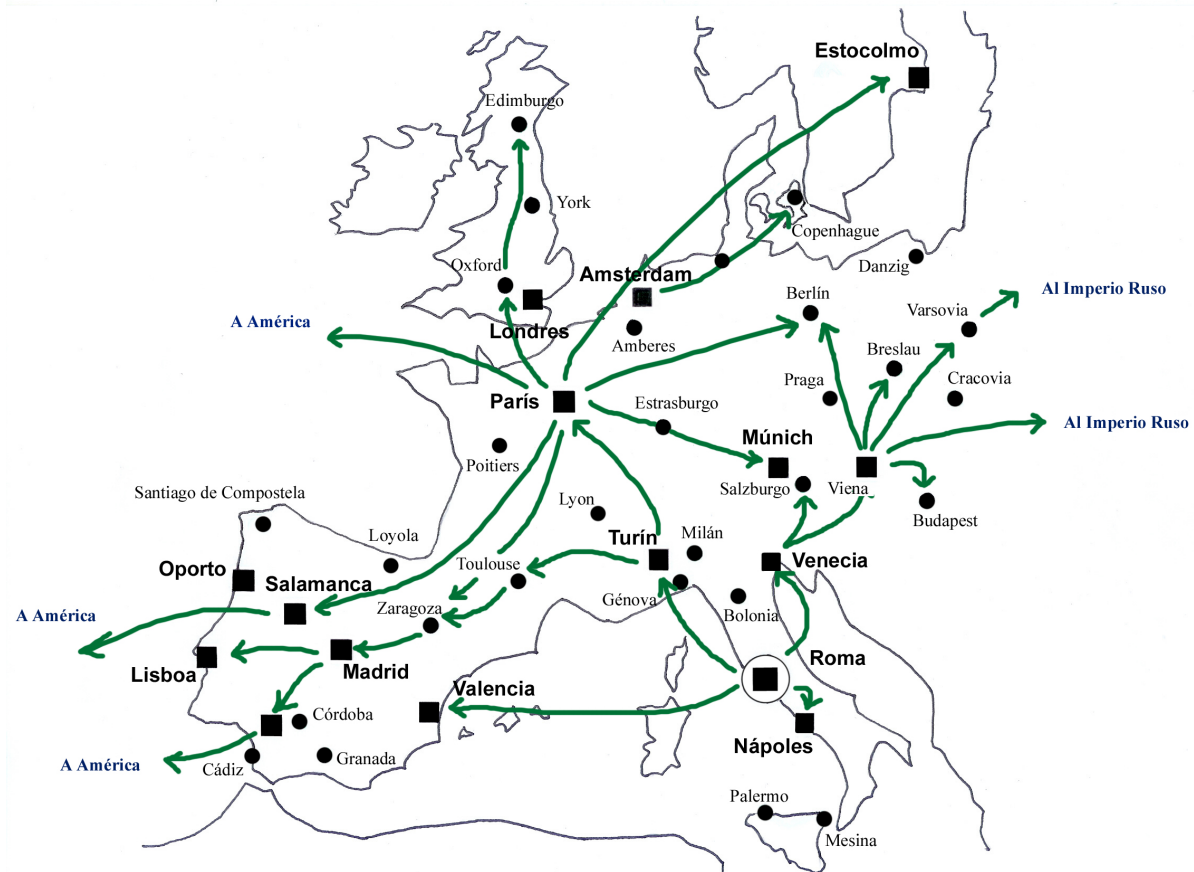 Estocolmo
Edimburgo
York
Copenhague
Oxford
Amsterdam
Danzig
Al Imperio Ruso
Berlín
Varsovia
A América
Londres
Amberes
Breslau
Praga
Cracovia
París
Estrasburgo
Al Imperio Ruso
Múnich
Poitiers
Salzburgo
Viena
Santiago de Compostela
Lyon
Budapest
Loyola
Turín
Milán
Oporto
Toulouse
Venecia
Salamanca
Génova
Zaragoza
A América
Bolonia
Roma
Lisboa
Madrid
Valencia
Córdoba
Nápoles
A América
Cádiz
Granada
Palermo
Mesina